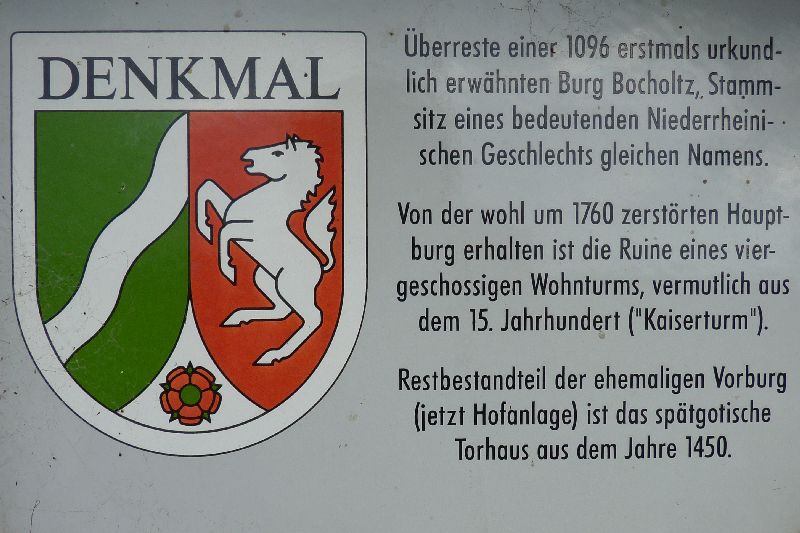 DENKMAL
Überreste einer 1096 erstmals urkund-
lich erwähnten Burg Bocholtz, Stamm-
sitz eines bedeutenden Niederrheini-
schen Geschlechts gleichen Namens.
Von der wohl um 1760 zerstörten Haupt-
burg erhalten ist die Ruine eines vier-
geschossigen Wohnturms, vermutlich aus
dem 15. Jahrhundert ("Kaiserturm").
Restbestandteil der ehemaligen Vorburg
(jetzt Hofanlage) ist das spätgotische
Torhaus aus dem Jahre 1450.